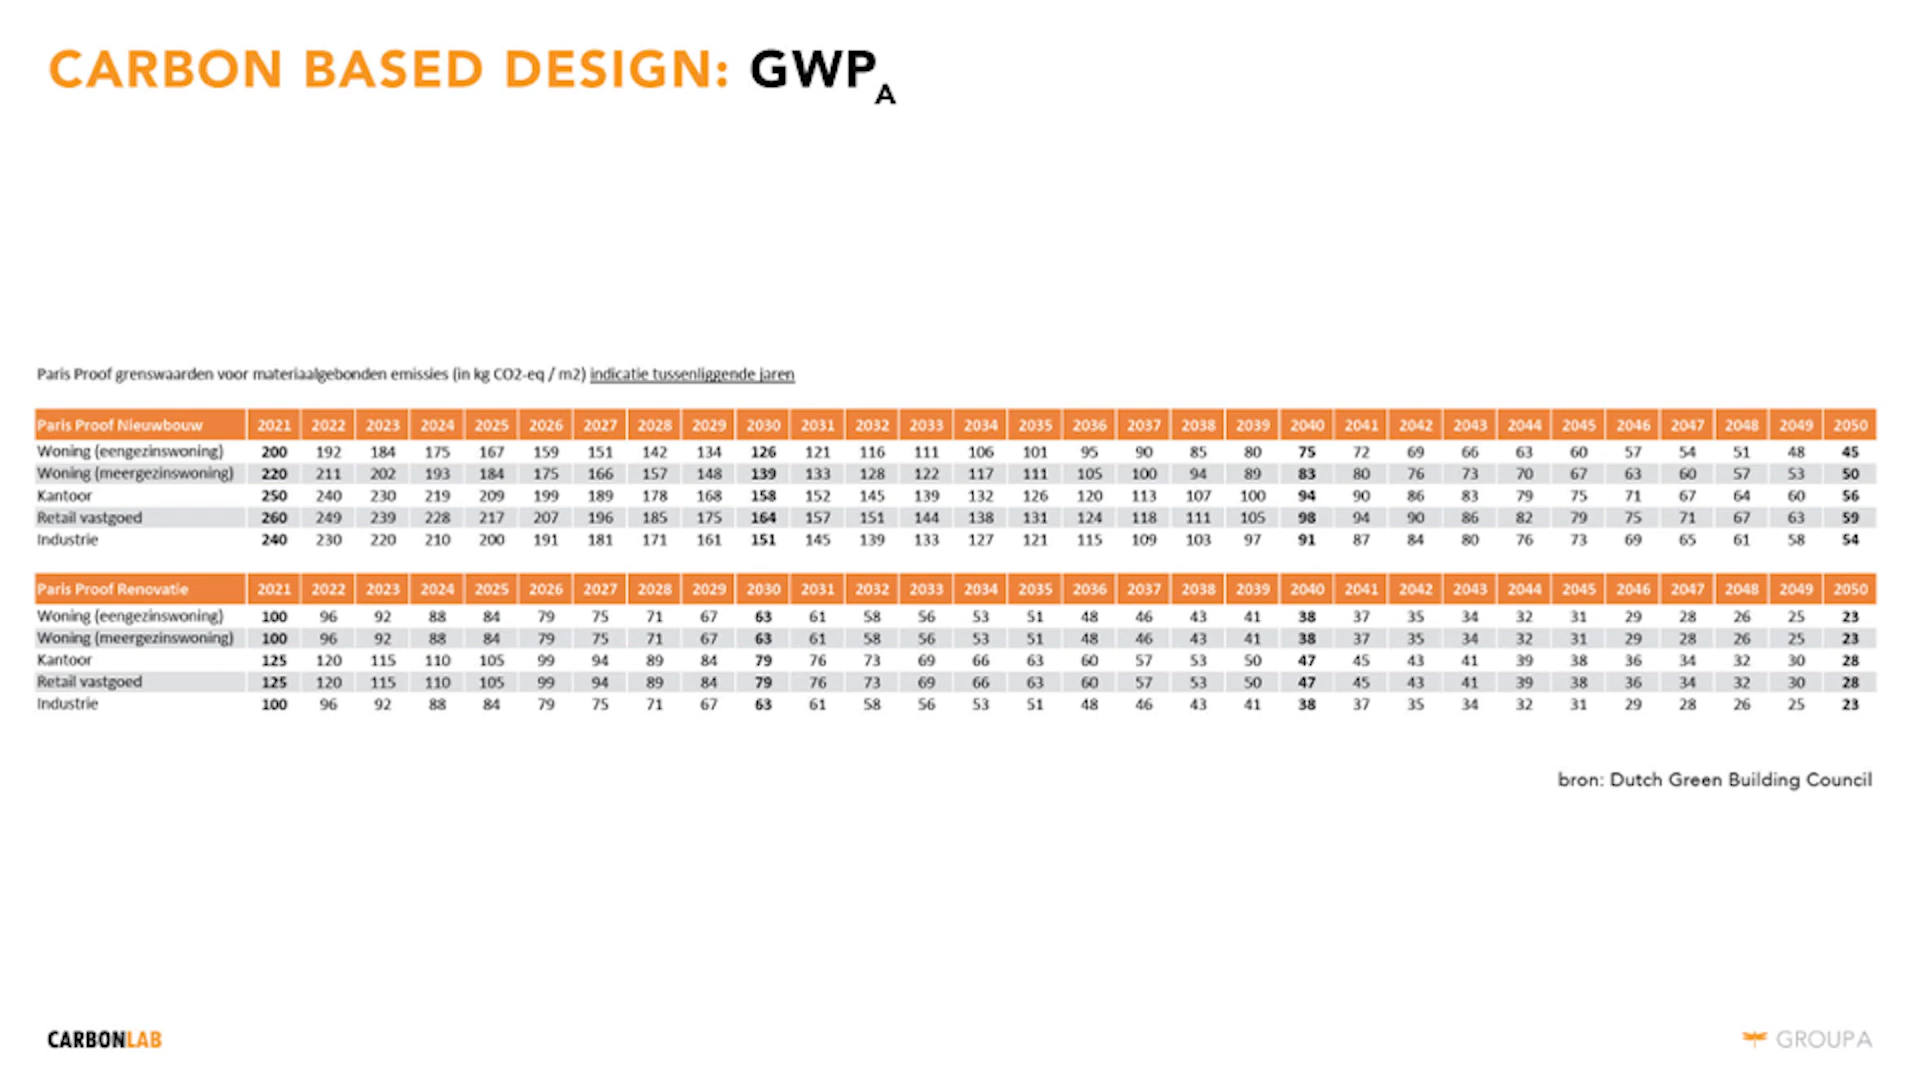 CARBON BASED DESIGN: GWPA
Paris Proof grenswaarden voor materiaalgebonden emissies (in kg CO2-eq / m2) indicatie tussenliggende jaren
Paris Proof Nieuwbouw 2021 2022 2023 2024 2025 2026 2027 2028 2029 2030 2031 2032 2033 2034 2035 2036 2037 2038 2039 2040 2041 2042 2043 2044 2045 2046 2047 2048 2049 2050
Woning (eengezinswoning) 200 192 184 175 167 159 151 142 134 126 121 116 111 106 101 95 90 85 80 75 72 69 66 63 60 57 54 51 48 45
Woning (meergezinswoning) 220 211 202 193 184 175 166 157 148 139 133 128 122 117 111 105 100 94 89 83 80 76 73 70 67 63 60 57 53 50
Kantoor 250 240 230 219 209 199 189 178 168 158 152 145 139 132 126 120 113 107 100 94 90 86 83 79 75 71 67 64 60 56
Retail vastgoed 260 249 239 228 217 207 196 185 175 164 157 151 144 138 131 124 118 111 105 98 94 90 86 82 79 75 71 67 63 59
Industrie 240 230 220 210 200 191 181 171 161 151 145 139 133 127 121 115 109 103 97 91 87 84 80 76 73 69 65 61 58 54
Paris Proof Renovatie 2021 2022 2023 2024 2025 2026 2027 2028 2029 2030 2031 2032 2033 2034 2035 2036 2037 2038 2039 2040 2041 2042 2043 2044 2045 2046 2047 2048 2049 2050
Woning (eengezinswoning) 100 96 92 88 84 79 75 71 67 63 61 58 56 53 51 48 46 43 41 38 37 35 34 32 31 29 28 26 25 23
Woning (meergezinswoning) 100 96 92 88 84 79 75 71 67 63 61 58 56 53 51 48 46 43 41 38 37 35 34 32 31 29 28 26 25 23
Kantoor 125 120 115 110 105 99 94 89 84 79 76 73 69 66 63 60 57 53 50 47 45 43 41 39 38 36 34 32 30 28
Retail vastgoed 125 120 115 110 105 99 94 89 84 79 76 73 69 66 63 60 57 53 50 47 45 43 41 39 38 36 34 32 30 28
Industrie 100 96 92 88 84 79 75 71 67 63 61 58 56 53 51 48 46 43 41 38 37 35 34 32 31 29 28 26 25 23
bron: Dutch Green Building Council
CARBONLAB
GROUPA